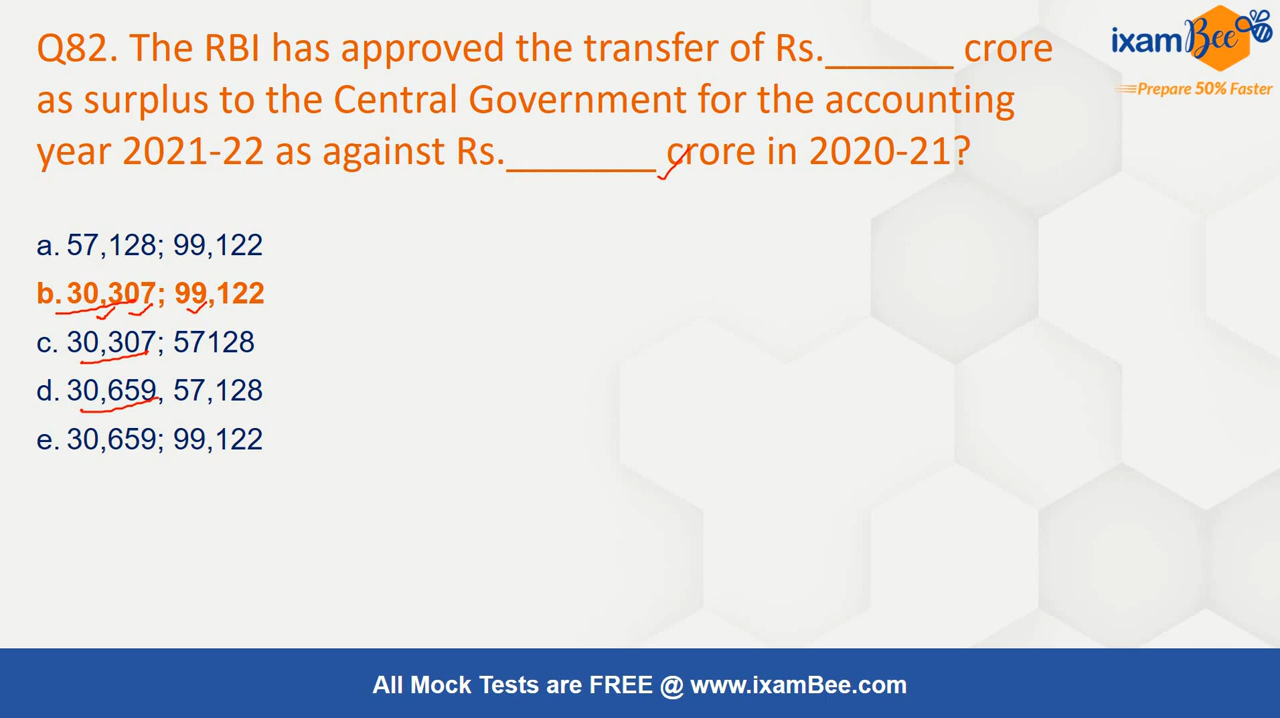 Q82. The RBI has approved the transfer of Rs.______ crore
as surplus to the Central Government for the accounting
year 2021-22 as against Rs._______ crore in 2020-21?
a. 57,128; 99,122
b. 30,307; 99,122
c. 30,307; 57128
d. 30,659, 57,128
e. 30,659; 99,122
ixamBee
Prepare 50% Faster
All Mock Tests are FREE @ www.ixamBee.com